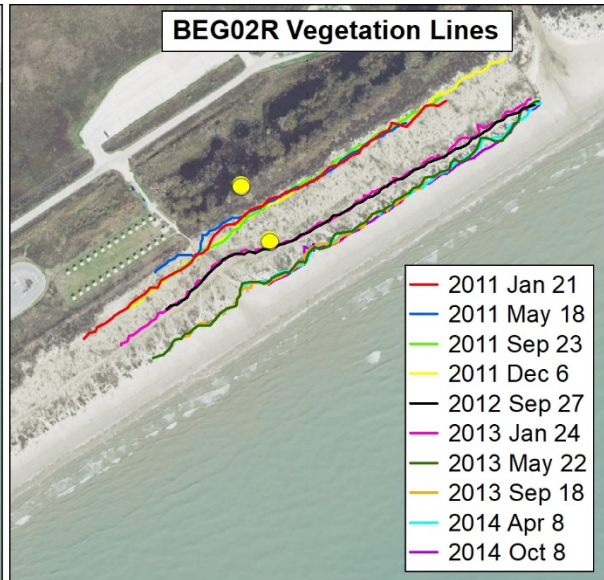 BEG02R Vegetation Lines
2011 Jan 21
2011 May 18
2011 Sep 23
2011 Dec 6
2012 Sep 27
2013 Jan 24
2013 May 22
2013 Sep 18
2014 Apr 8
2014 Oct 8